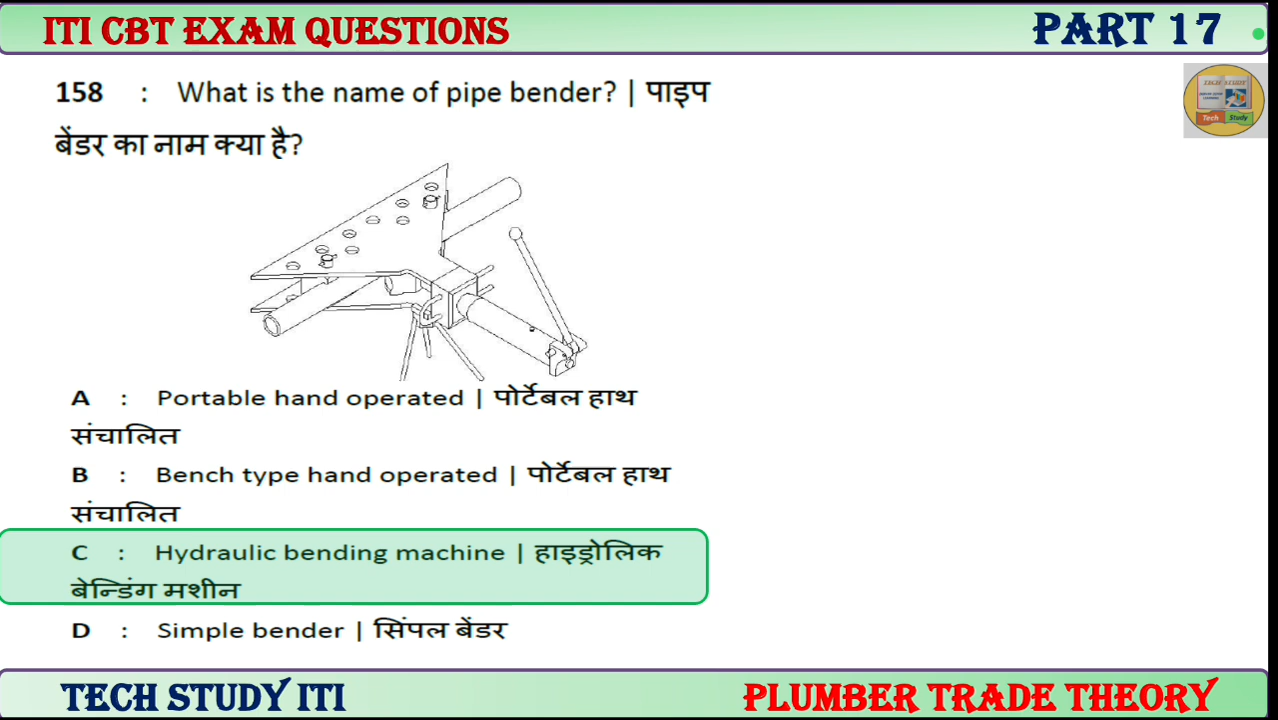 ITI CBT EXAM QUESTIONS
PART 17
158 : What is the name of pipe bender? | पाइप
बेंडर का नाम क्या है?
A : Portable hand operated | पोर्टेबल हाथ
संचालित
B : Bench type hand operated | पोर्टेबल हाथ
संचालित
C : Hydraulic bending machine | हाइड्रोलिक
बेन्डिंग मशीन
D : Simple bender | सिंपल बेंडर
TECH STUDY ITI
PLUMBER TRADE THEORY
Tech Study